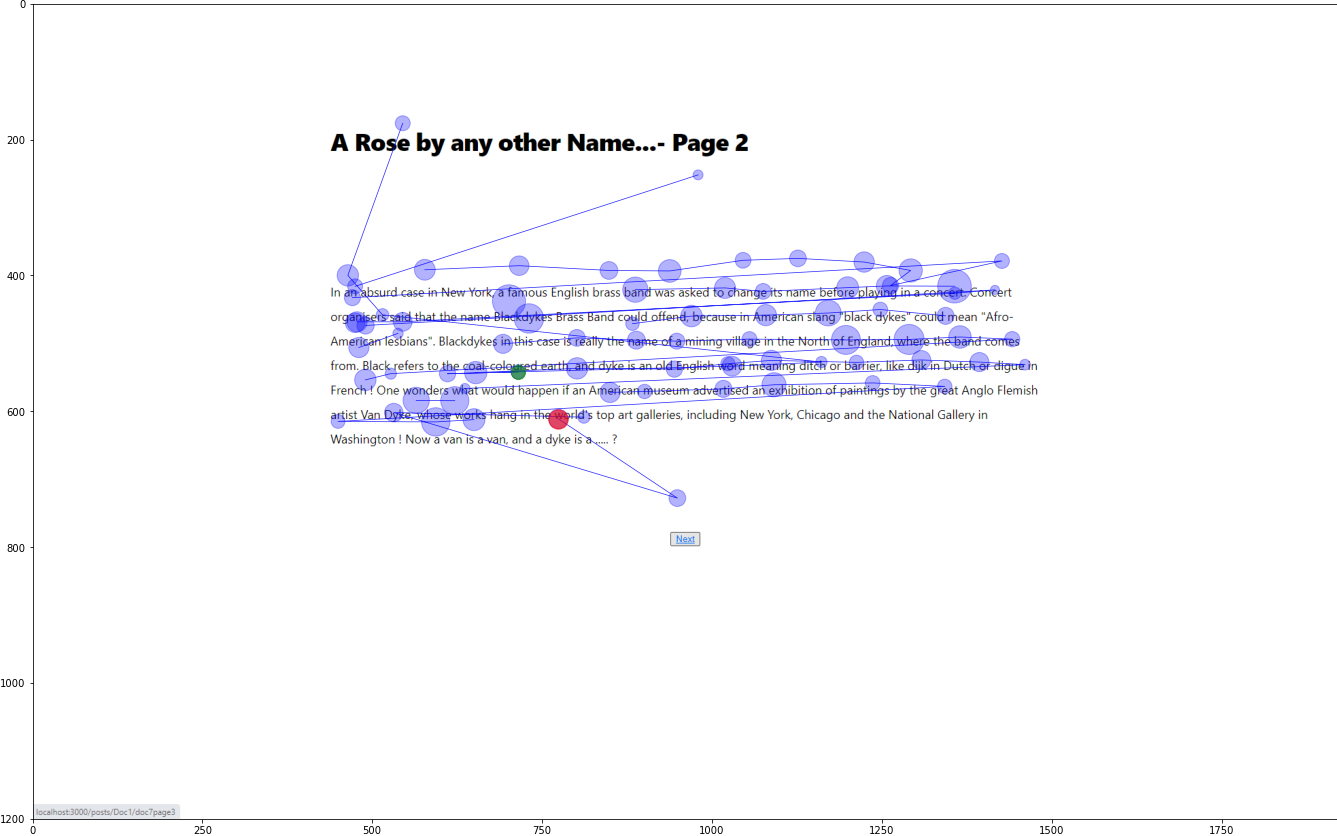 A Rose by any other Name...- Page 2
In an absurd case in New York, a famous English brass band was asked to change its name before playing in a concert. Concert
organisers said that the name Blackdykes Brass Band could offend, because in American slang "black dykes" could mean "Afro-
American lesbians". Blackdykes in this case is really the name of a mining village in the North of England, where the band comes
from. Black refers to the coal-coloured earth, and dyke is an old English word meaning ditch or barrier, like dijk in Dutch or digue in
French ! One wonders what would happen if an American museum advertised an exhibition of paintings by the great Anglo Flemish
artist Van Dyke, whose works hang in the world's top art galleries, including New York, Chicago and the National Gallery in
Washington ! Now a van is a van, and a dyke is a ..... ?
Next
localhost:3000/posts/Doc1/doc7page3
0
200
400
600
800
1000
1200
0
250
500
750
1000
1250
1500
1750